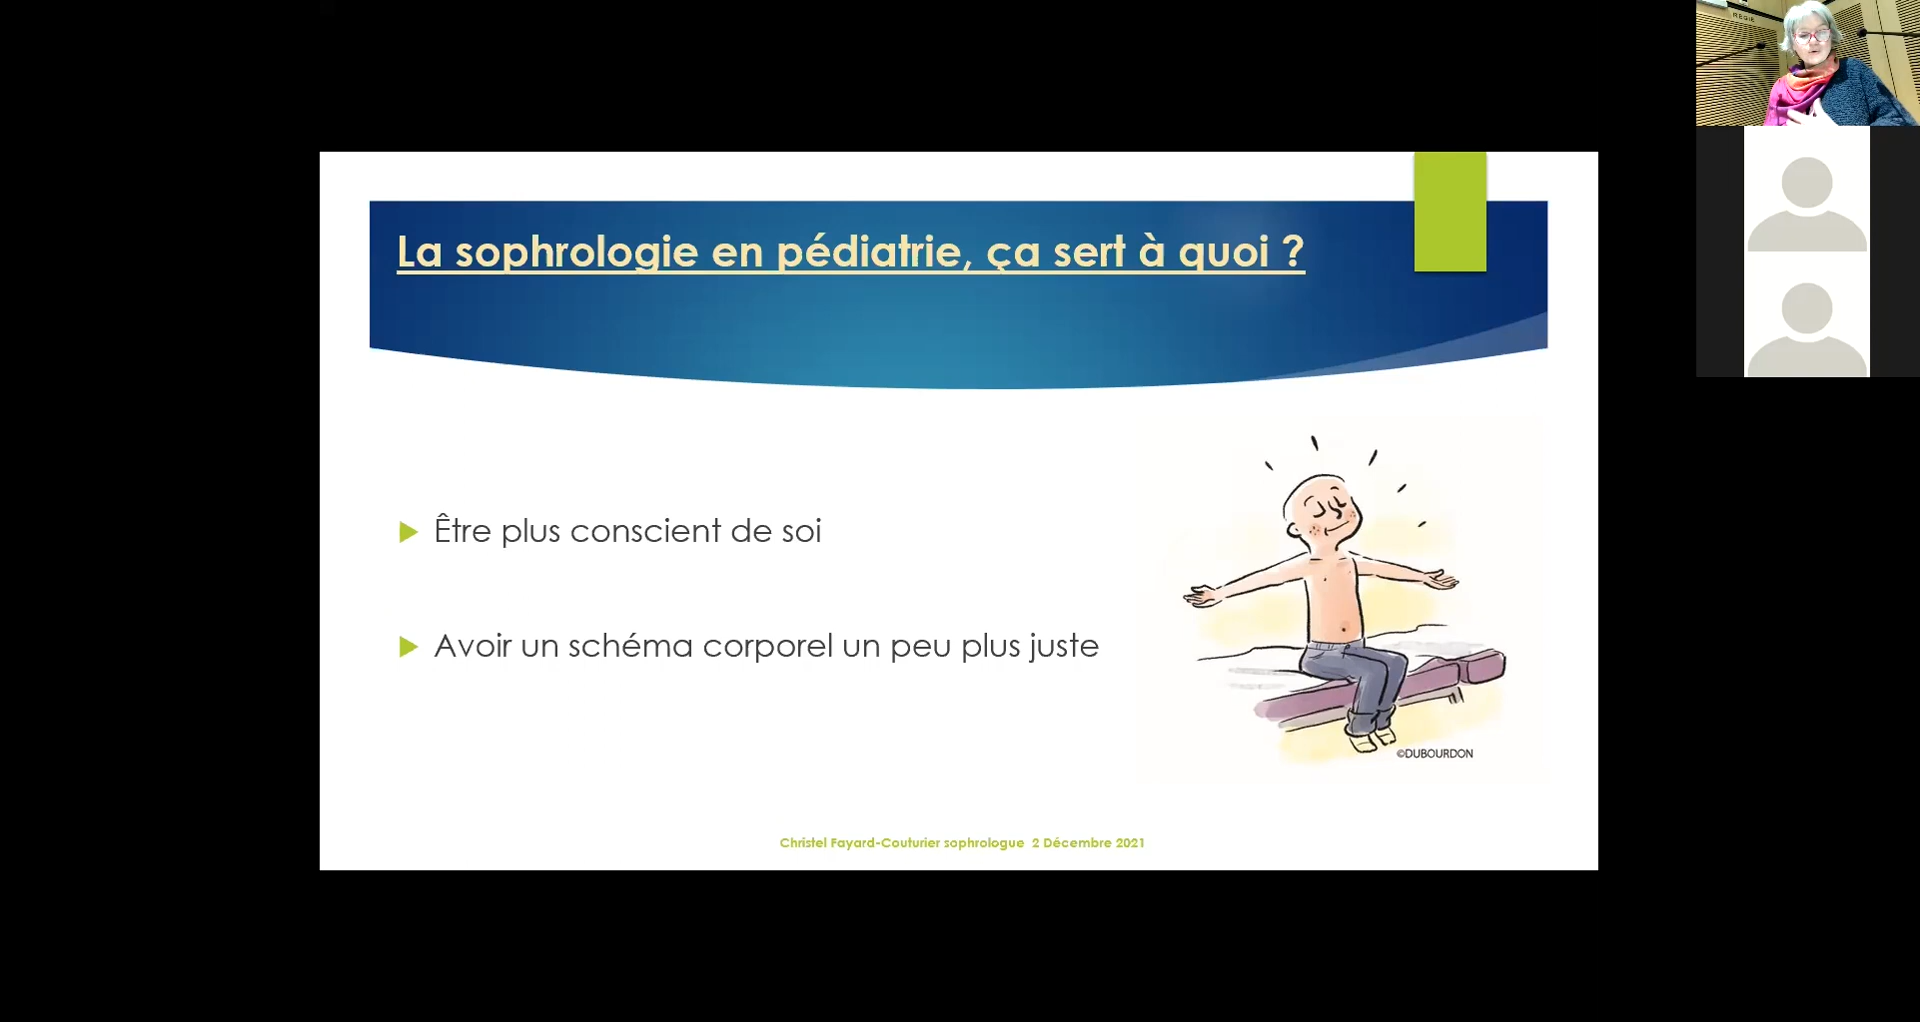 REGIE
La sophrologie en pédiatrie, ça sert à quoi ?
Être plus conscient de soi
Avoir un schéma corporel un peu plus juste
©DUBOURDON
Christel Fayard-Couturier sophrologue 2 Décembre 2021